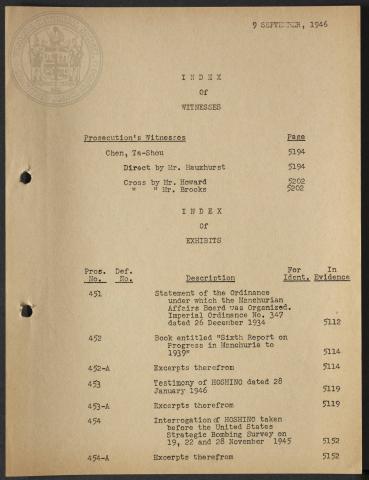 9 SEPTEMBER, 1946
I N D E X
Of
WITNESSES
Prosecution's Witnesses Page
Chen, Ta-Shou 5194
Direct by Mr. Hauxhurst 5194
Cross by Mr. Howard 5202
" " Mr. Brooks 5202
I N D E X
Of
EXHIBITS
Pros. Def. For In
No. No. Description Ident. Evidence
451 Statement of the Ordinance
under which the Manchurian
Affairs Board was Organized.
Imperial Ordinance No. 347
dated 26 December 1934 5112
452 Book entitled "Sixth Report on
Progress in Manchuria to
1939" 5114
452-A Excerpts therefrom 5114
453 Testimony of HOSHINO dated 28
January 1946 5119
453-A Excerpts therefrom 5119
454 Interrogation of HOSHINO taken
before the United States
Strategic Bombing Survey on
19, 22 and 28 November 1945 5152
454-A Excerpts therefrom 5152